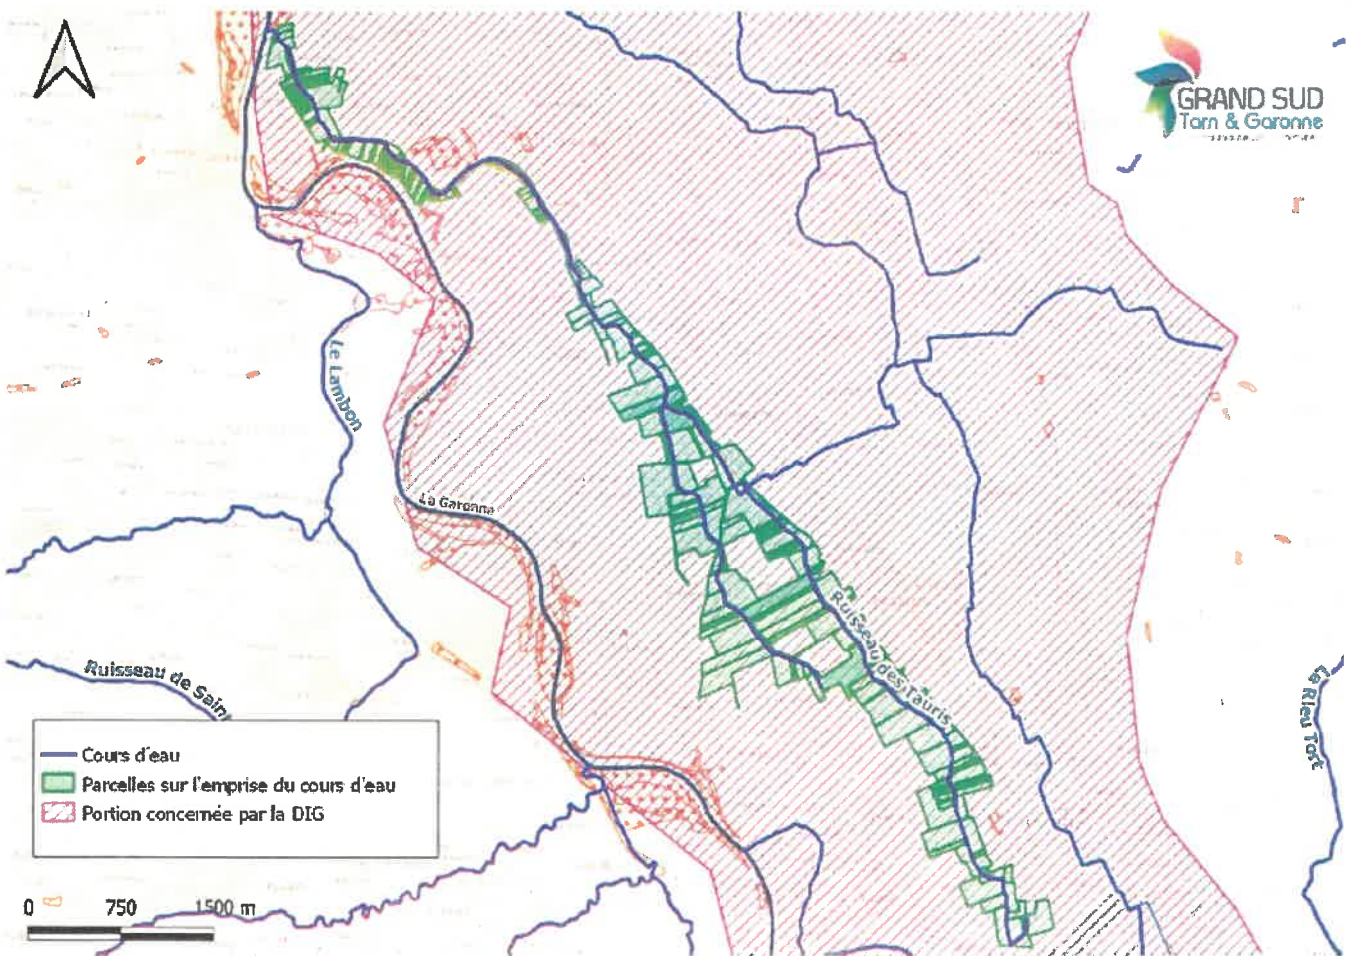 GRAND SUD
Tarn & Garonne
Le Lambon
La Garonne
Ruisseau des Tauris
Ruisseau de Saint
Le Rieu Tost
Cours d'eau
Parcelles sur l'emprise du cours d'eau
Portion concernée par la DIG
0 750 1500 m